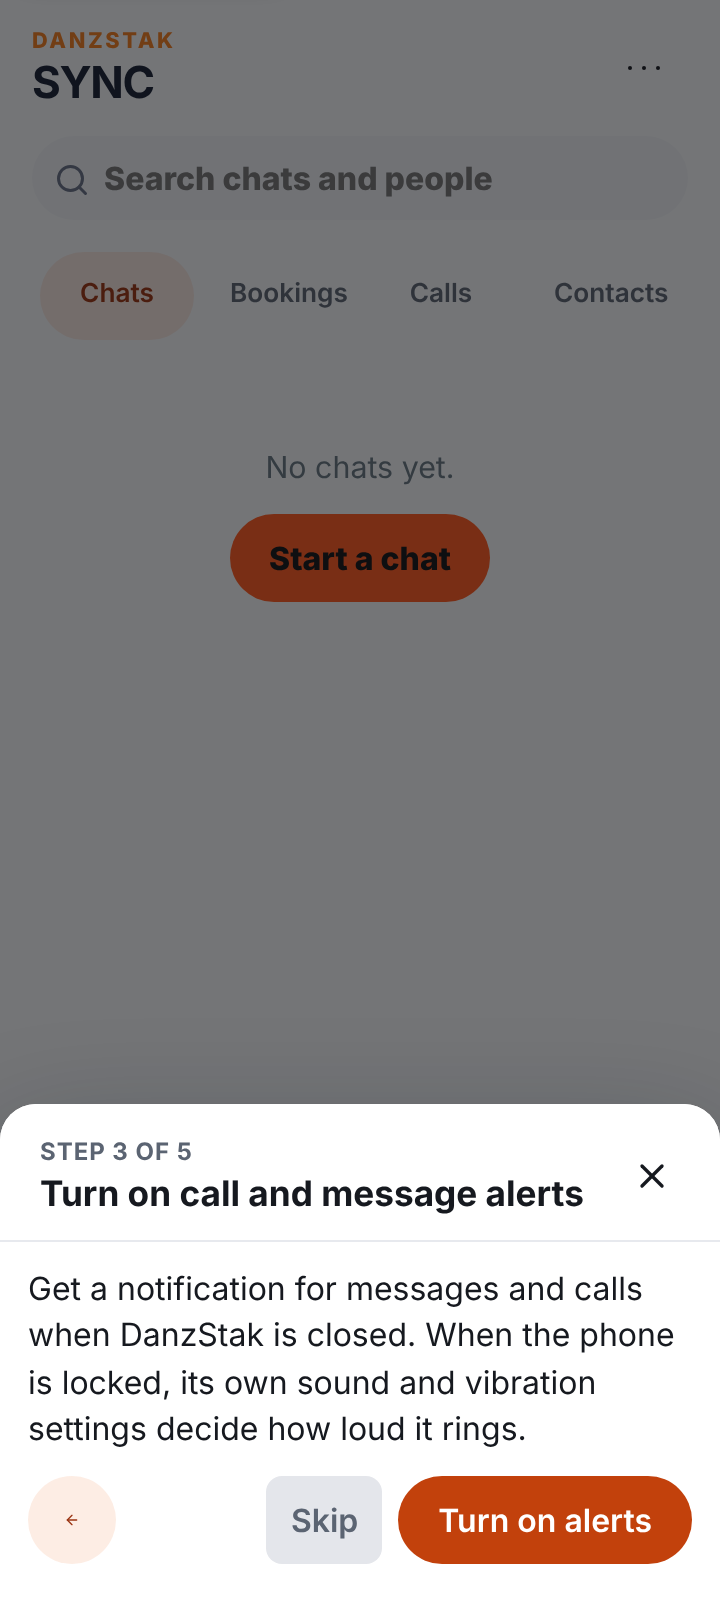 DANZSTAK
SYNC
Search chats and people
Chats
Bookings
Calls
Contacts
No chats yet.
Start a chat
STEP 3 OF 5
Turn on call and message alerts
Get a notification for messages and calls
when DanzStak is closed. When the phone
is locked, its own sound and vibration
settings decide how loud it rings.
Skip
Turn on alerts